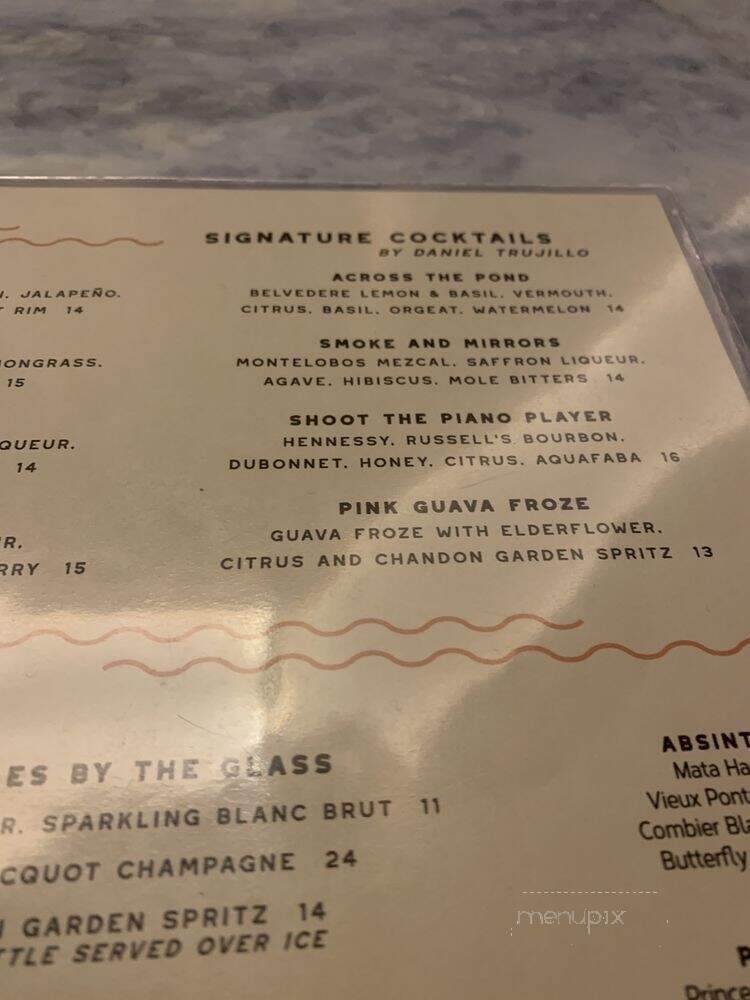 SIGNATURE COCKTAILS
BY DANIEL TRUJILLO
ACROSS THE POND
BELVEDERE LEMON & BASIL, VERMOUTH,
CITRUS, BASIL, ORGEAT, WATERMELON 14
SMOKE AND MIRRORS
MONTELOBOS MEZCAL, SAFFRON LIQUEUR,
AGAVE, HIBISCUS, MOLE BITTERS 14
SHOOT THE PIANO PLAYER
HENNESSY, RUSSELL'S BOURBON,
DUBONNET, HONEY, CITRUS, AQUAFABA 16
PINK GUAVA FROZE
GUAVA FROZE WITH ELDERFLOWER,
CITRUS AND CHANDON GARDEN SPRITZ 13
JALAPEÑO,
RIM 14
ONGRASS,
15
QUEUR,
14
R,
RRY 15
ES BY THE GLASS
R, SPARKLING BLANC BRUT 11
CQUOT CHAMPAGNE 24
GARDEN SPRITZ 14
TTLE SERVED OVER ICE
ABSINT
Mata Ha
Vieux Pont
Combier Bla
Butterfly
P
Prince
menupix